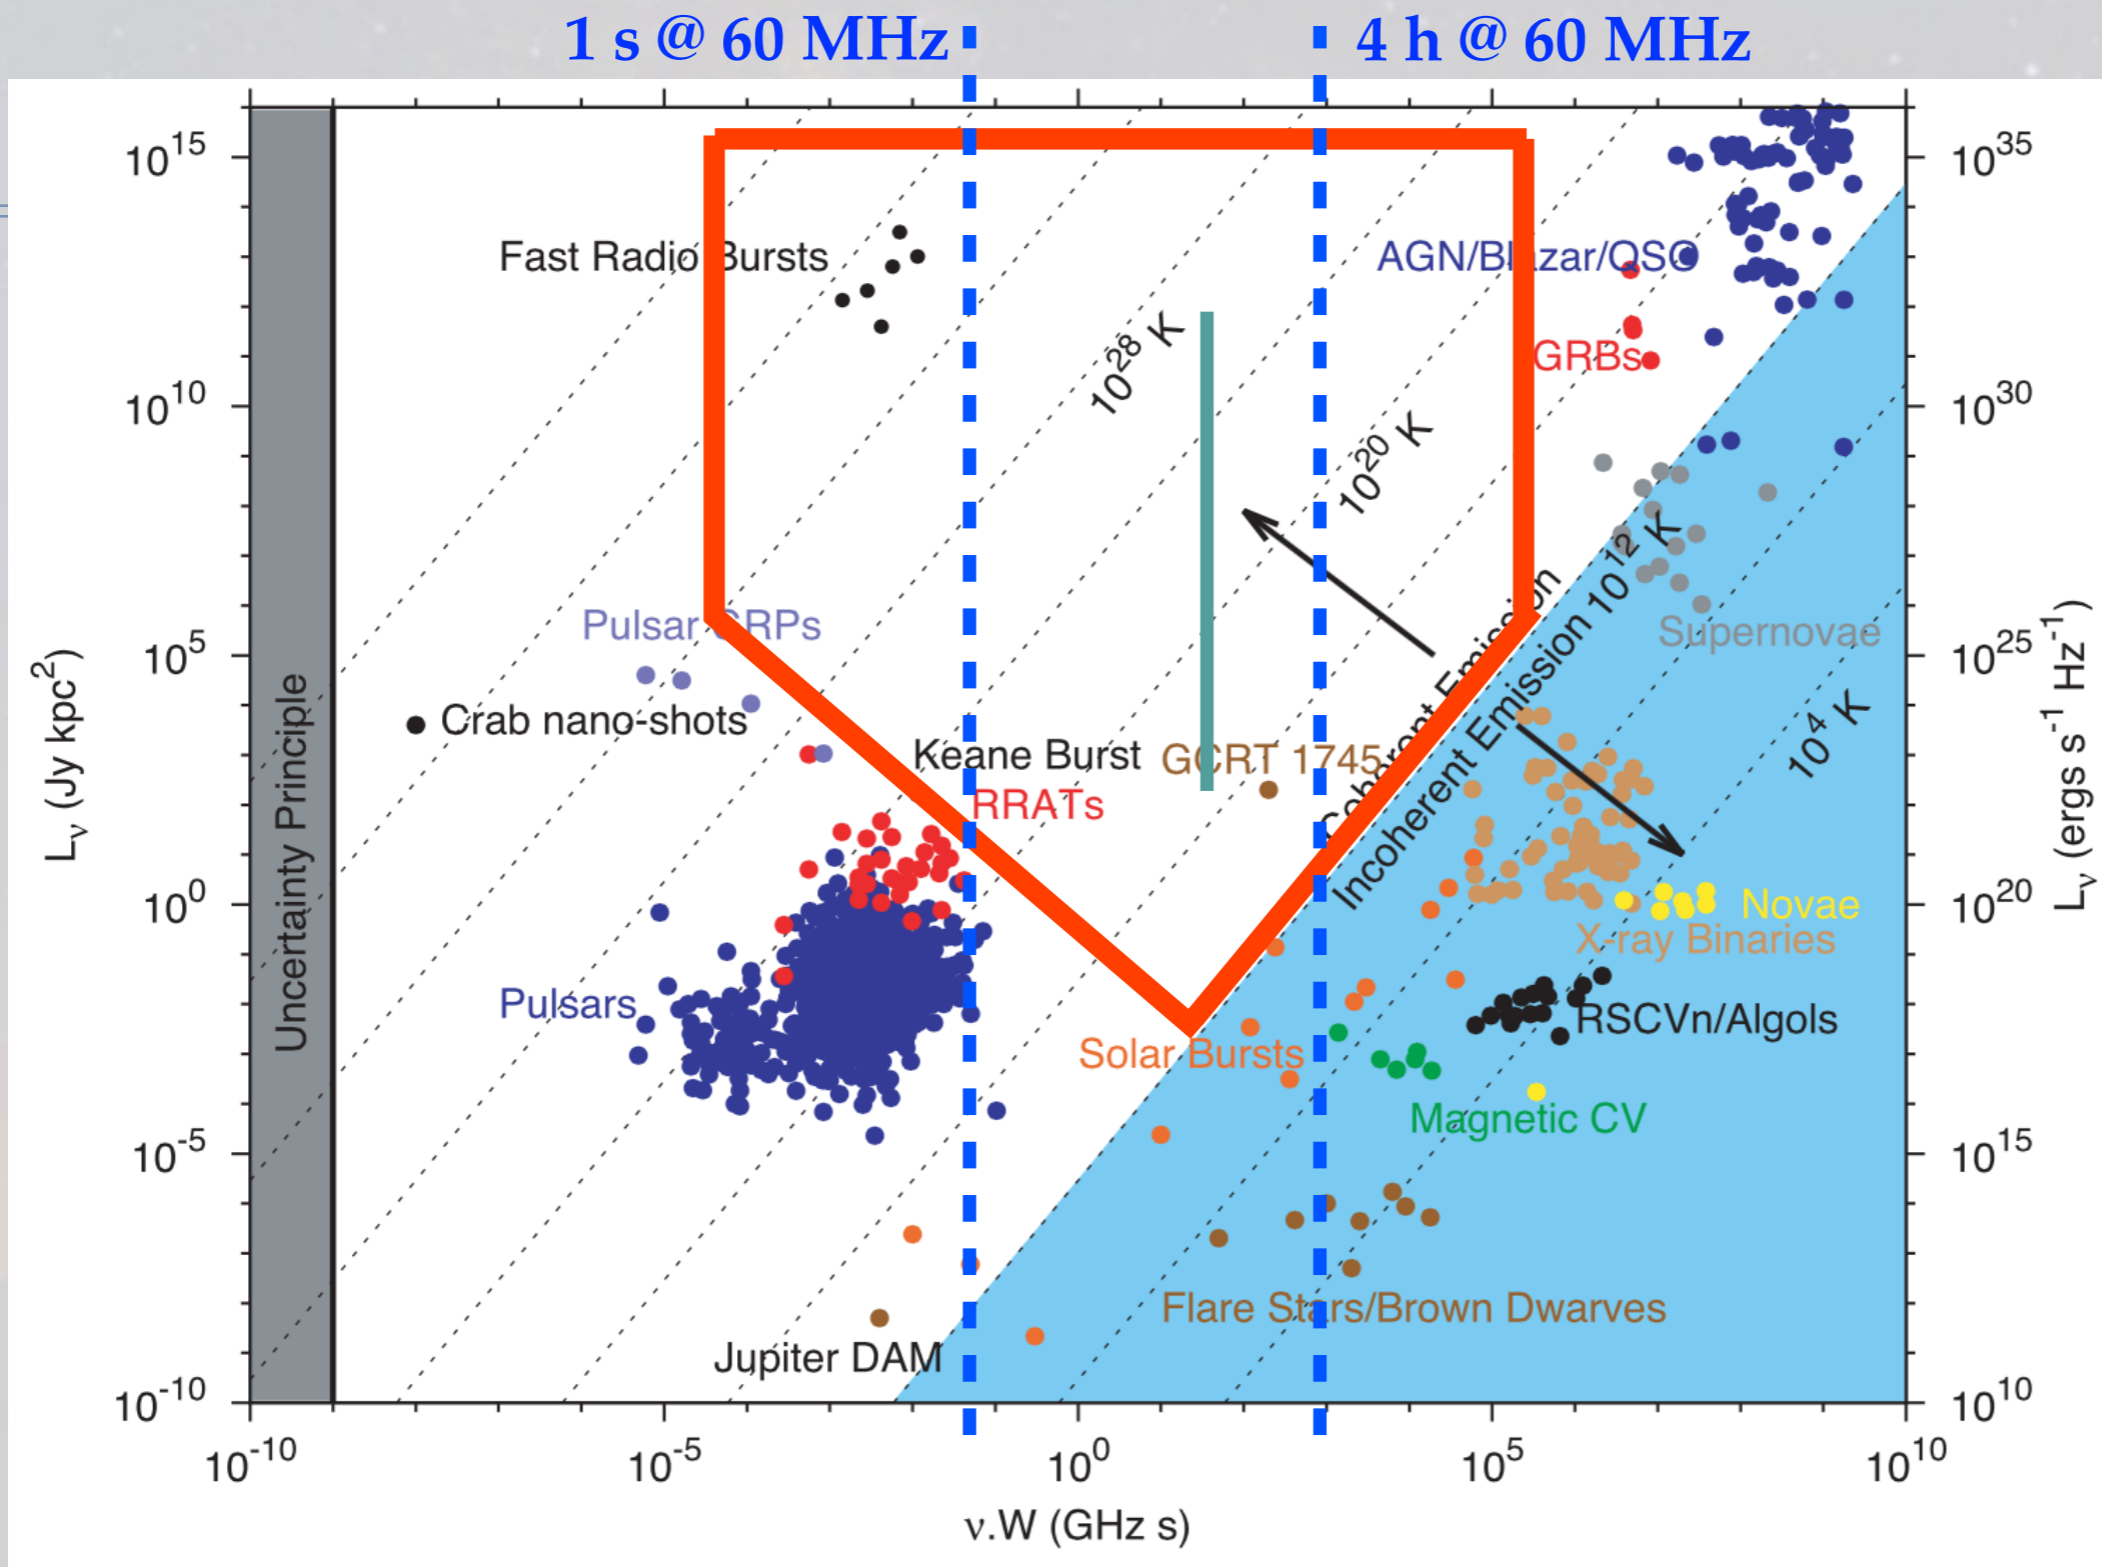 1 s @ 60 MHz
4 h @ 60 MHz
10^15
10^10
10^5
10^0
10^-5
10^-10
L_ν (Jy kpc^2)
10^35
10^30
10^25
10^20
10^15
10^10
L_ν (ergs s^-1 Hz^-1)
10^-10
10^-5
10^0
10^5
10^10
ν.W (GHz s)
Uncertainty Principle
Fast Radio Bursts
AGN/Blazar/QSO
GRBs
10^28 K
10^20 K
10^12 K
10^4 K
Coherent Emission
Incoherent Emission
Supernovae
Pulsar GRPs
Crab nano-shots
Keane Burst
GCRT 1745
RRATs
Novae
X-ray Binaries
Pulsars
RSCVn/Algols
Solar Bursts
Magnetic CV
Flare Stars/Brown Dwarves
Jupiter DAM